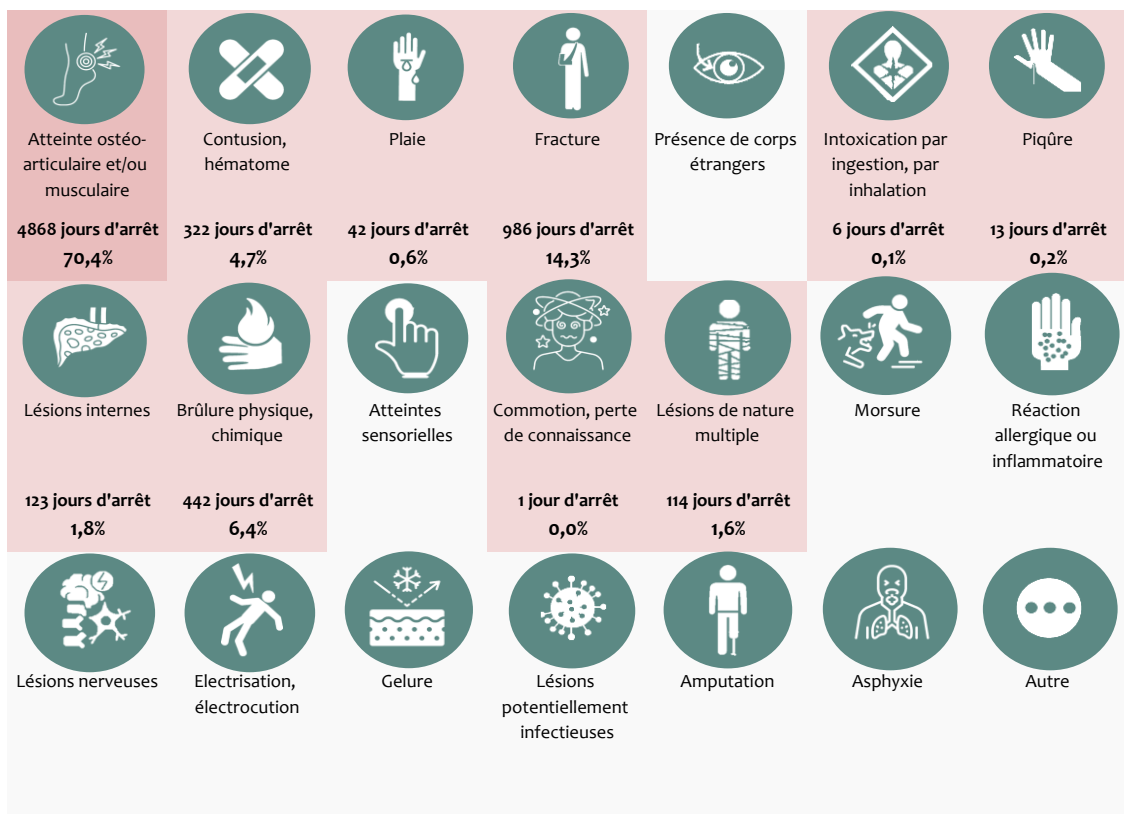 Atteinte ostéo-
articulaire et/ou
musculaire
4868 jours d'arrêt
70,4%
Contusion,
hématome
322 jours d'arrêt
4,7%
Plaie
42 jours d'arrêt
0,6%
Fracture
986 jours d'arrêt
14,3%
Présence de corps
étrangers
Intoxication par
ingestion, par
inhalation
6 jours d'arrêt
0,1%
Piqûre
13 jours d'arrêt
0,2%
Lésions internes
123 jours d'arrêt
1,8%
Brûlure physique,
chimique
442 jours d'arrêt
6,4%
Atteintes
sensorielles
Commotion, perte
de connaissance
1 jour d'arrêt
0,0%
Lésions de nature
multiple
114 jours d'arrêt
1,6%
Morsure
Réaction
allergique ou
inflammatoire
Lésions nerveuses
Electrisation,
électrocution
Gelure
Lésions
potentiellement
infectieuses
Amputation
Asphyxie
Autre